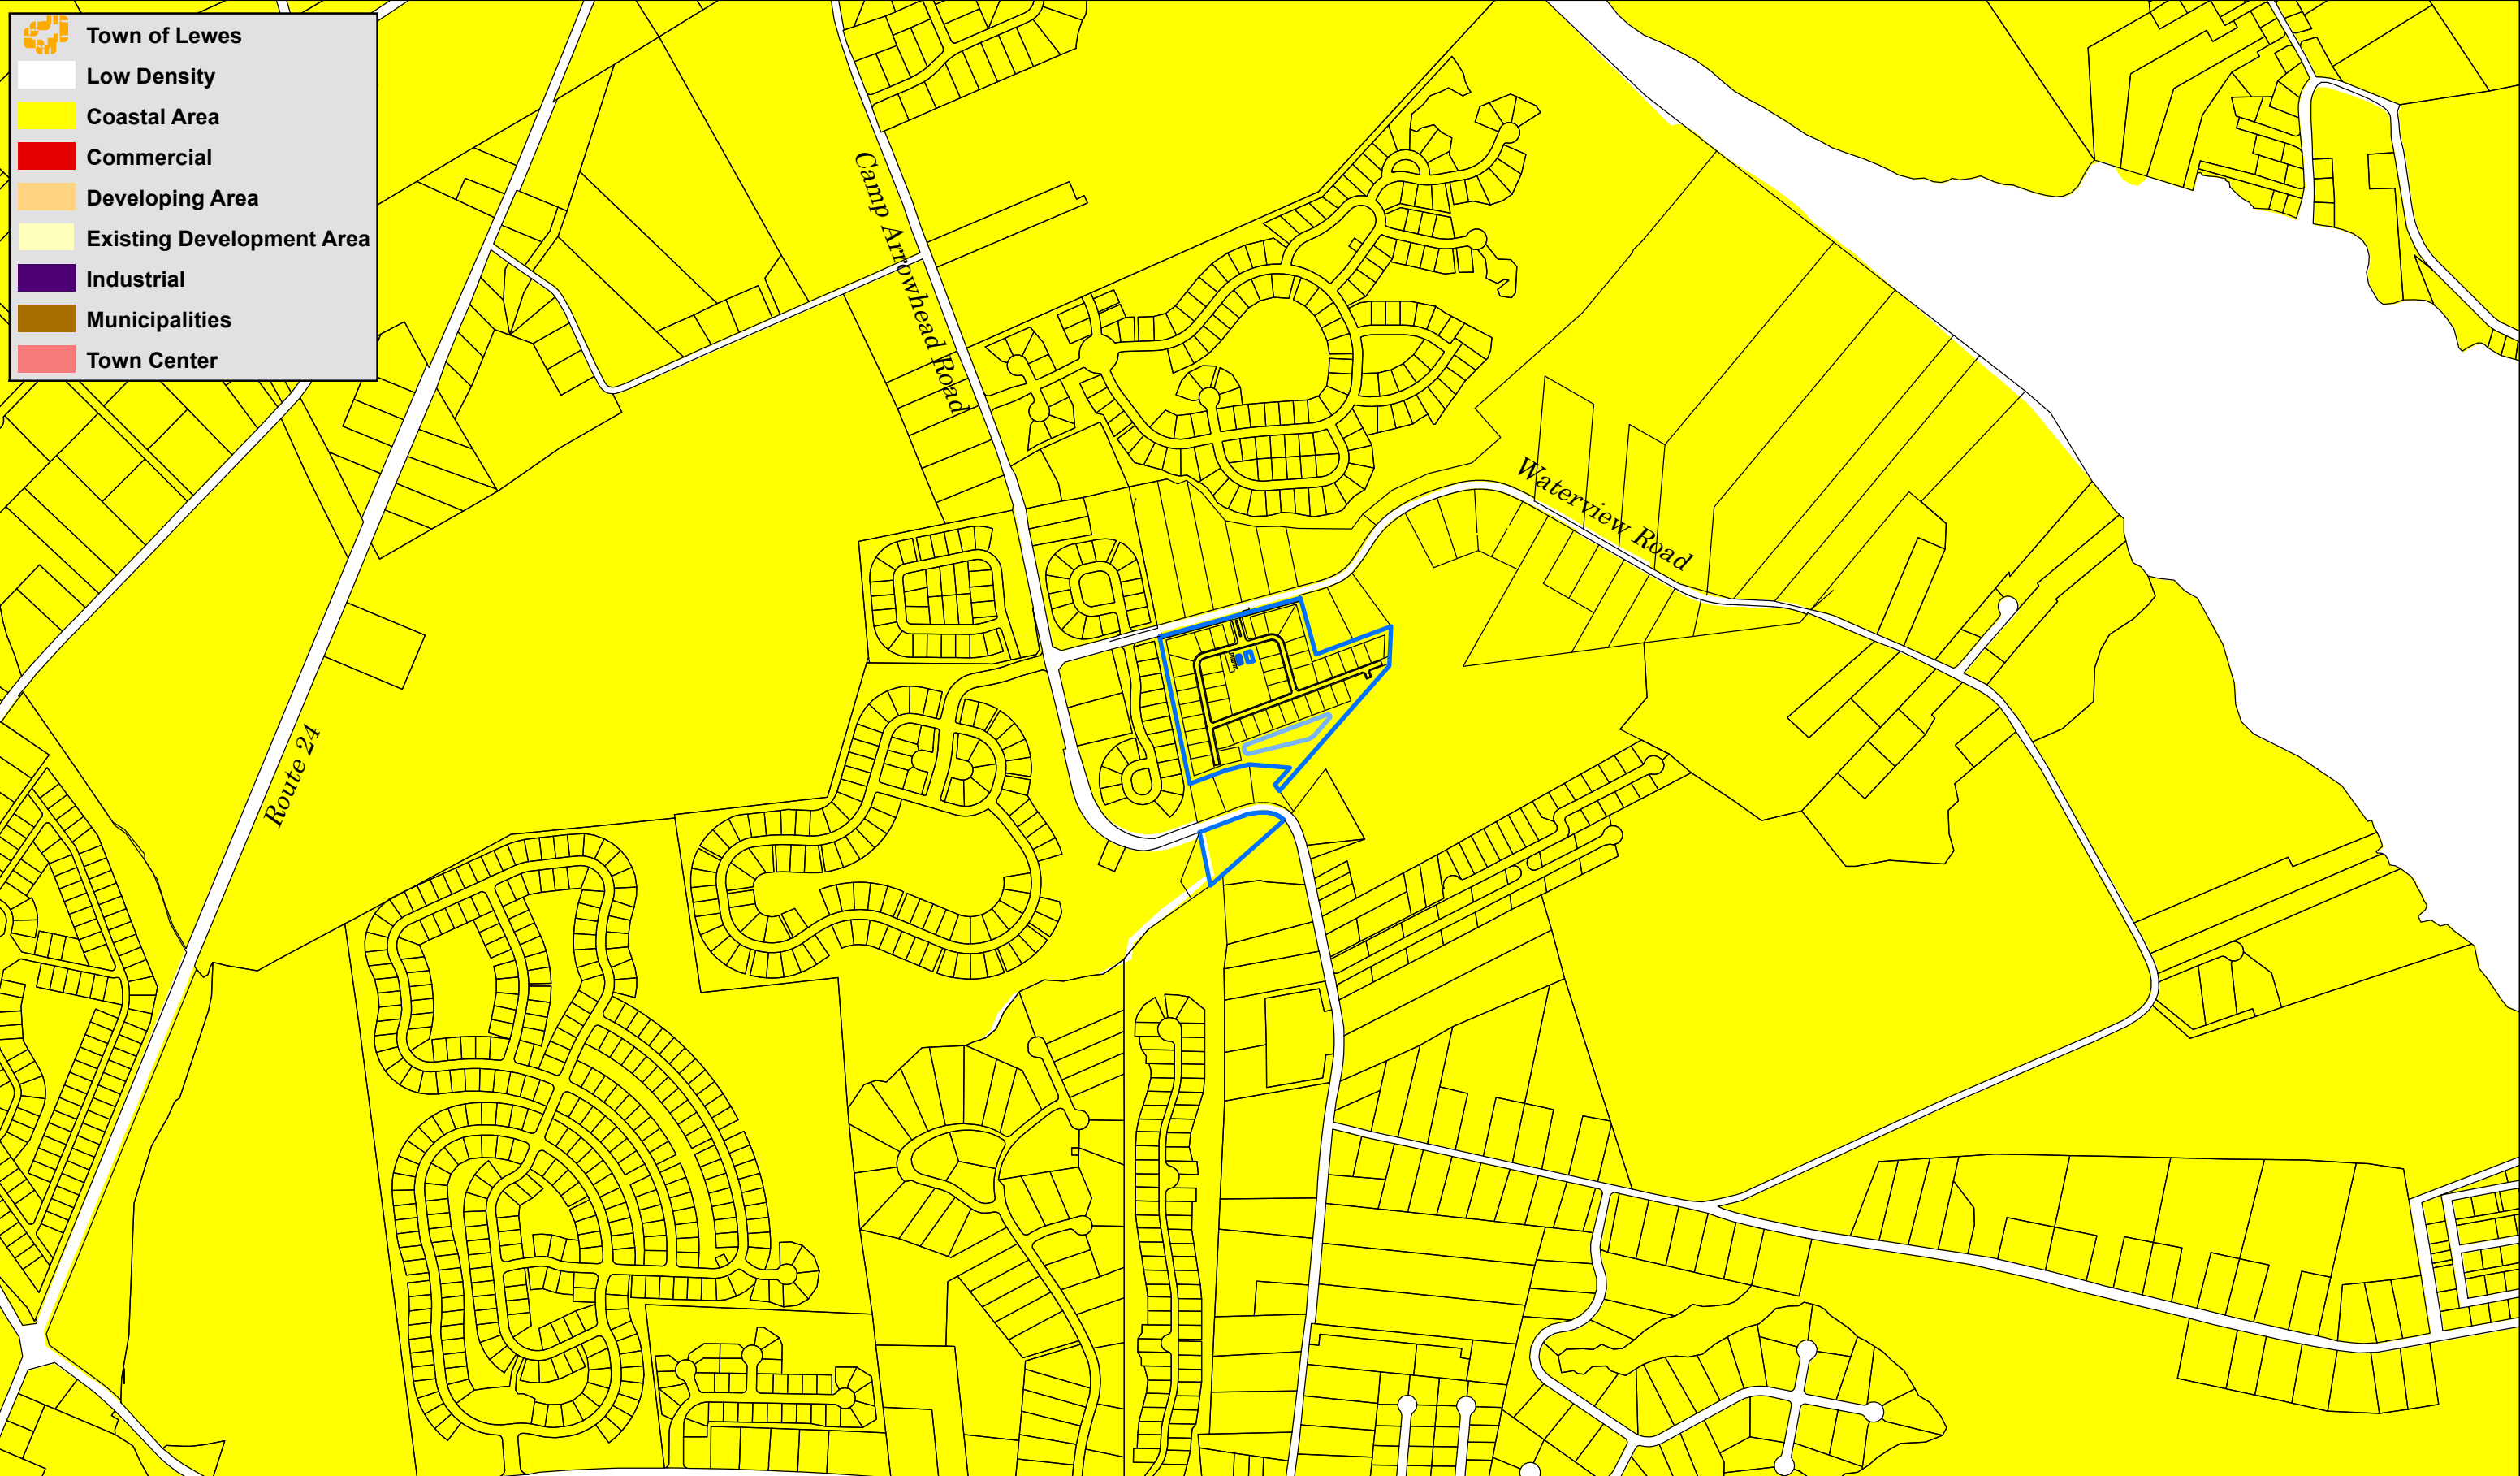 Town of Lewes
Low Density
Coastal Area
Commercial
Developing Area
Existing Development Area
Industrial
Municipalities
Town Center
Camp Arrowhead Road
Waterview Road
Route 24